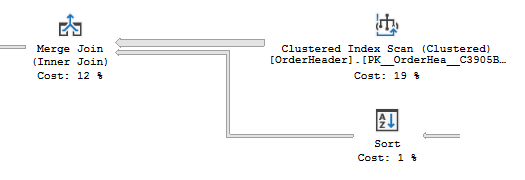 Merge Join
(Inner Join)
Cost: 12 %
Clustered Index Scan (Clustered)
[OrderHeader].[PK__OrderHea__C3905B…
Cost: 19 %
Sort
Cost: 1 %